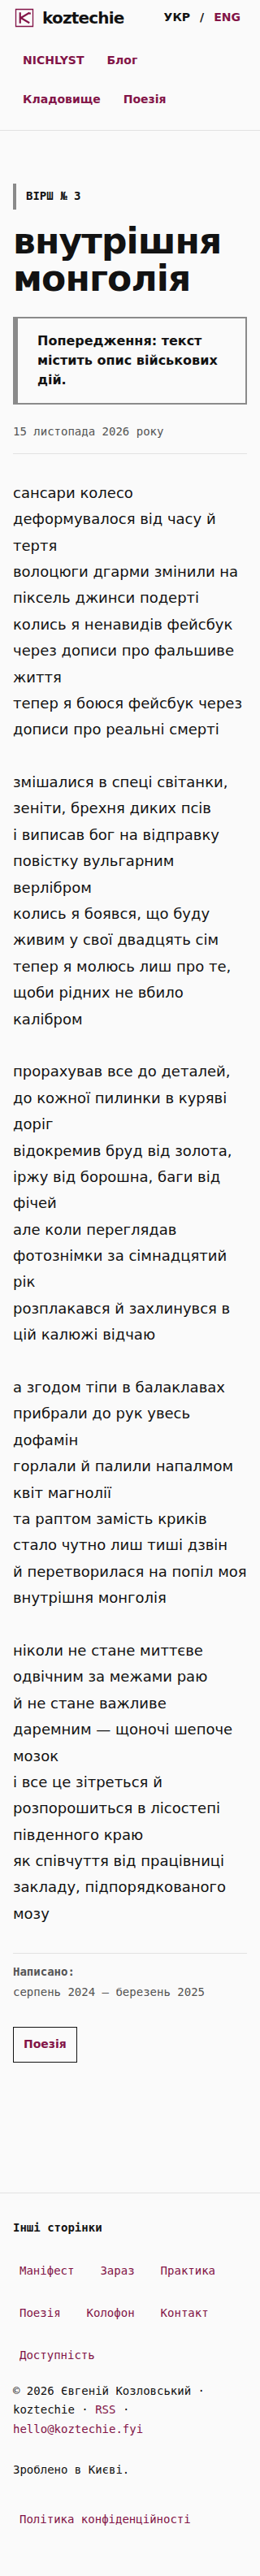 koztechie УКР / ENG
NICHLYST Блог
Кладовище Поезія
ВІРШ № 3
внутрішня
монголія
Попередження: текст
містить опис військових
дій.
15 листопада 2026 року
сансари колесо
деформувалося від часу й
тертя
волоцюги дгарми змінили на
піксель джинси подерті
колись я ненавидів фейсбук
через дописи про фальшиве
життя
тепер я боюся фейсбук через
дописи про реальні смерті
змішалися в спеці світанки,
зеніти, брехня диких псів
і виписав бог на відправку
повістку вульгарним
верлібром
колись я боявся, що буду
живим у свої двадцять сім
тепер я молюсь лиш про те,
щоби рідних не вбило
калібром
прорахував все до деталей,
до кожної пилинки в куряві
доріг
відокремив бруд від золота,
іржу від борошна, баги від
фічей
але коли переглядав
фотознімки за сімнадцятий
рік
розплакався й захлинувся в
цій калюжі відчаю
а згодом тіпи в балаклавах
прибрали до рук увесь
дофамін
горлали й палили напалмом
квіт магнолії
та раптом замість криків
стало чутно лиш тиші дзвін
й перетворилася на попіл моя
внутрішня монголія
ніколи не стане миттєве
одвічним за межами раю
й не стане важливе
даремним — щоночі шепоче
мозок
і все це зітреться й
розпорошиться в лісостепі
південного краю
як співчуття від працівниці
закладу, підпорядкованого
мозу
Написано:
серпень 2024 — березень 2025
Поезія
Інші сторінки
Маніфест Зараз Практика
Поезія Колофон Контакт
Доступність
© 2026 Євгеній Козловський ·
koztechie · RSS ·
hello@koztechie.fyi
Зроблено в Києві.
Політика конфіденційності